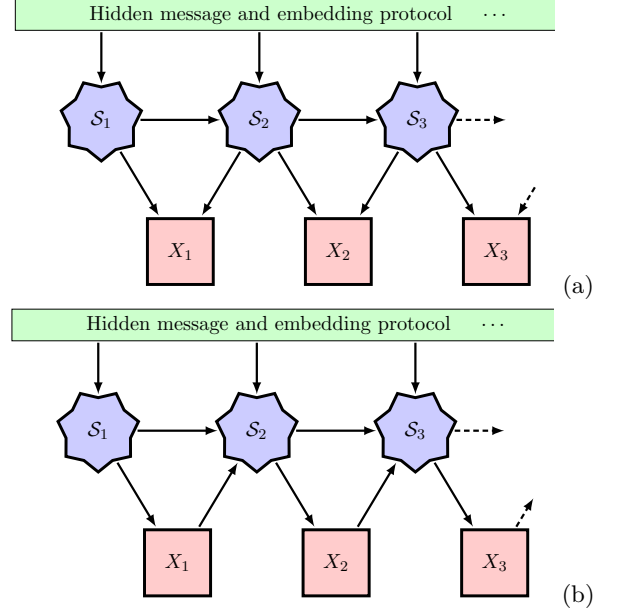 Hidden message and embedding protocol ⋯
𝒮₁ 𝒮₂ 𝒮₃
X₁ X₂ X₃
(a)
Hidden message and embedding protocol ⋯
𝒮₁ 𝒮₂ 𝒮₃
X₁ X₂ X₃
(b)